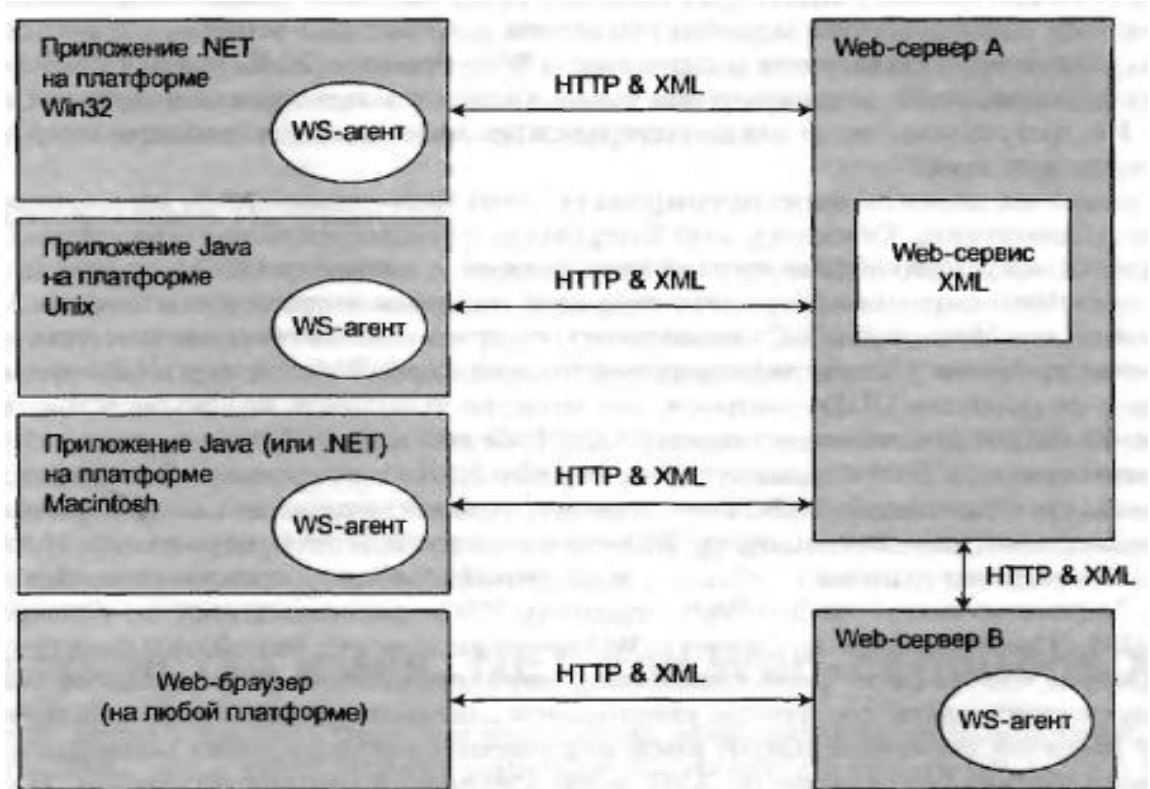 Приложение .NET
на платформе
Win32
WS-агент
HTTP & XML
Web-сервер A
Приложение Java
на платформе
Unix
WS-агент
HTTP & XML
Web-сервис
XML
Приложение Java (или .NET}
на платформе
Macintosh
WS-агент
HTTP & XML
HTTP & XML
Web-браузер
(на любой платформе)
HTTP & XML
Web-сервер B
WS-агент